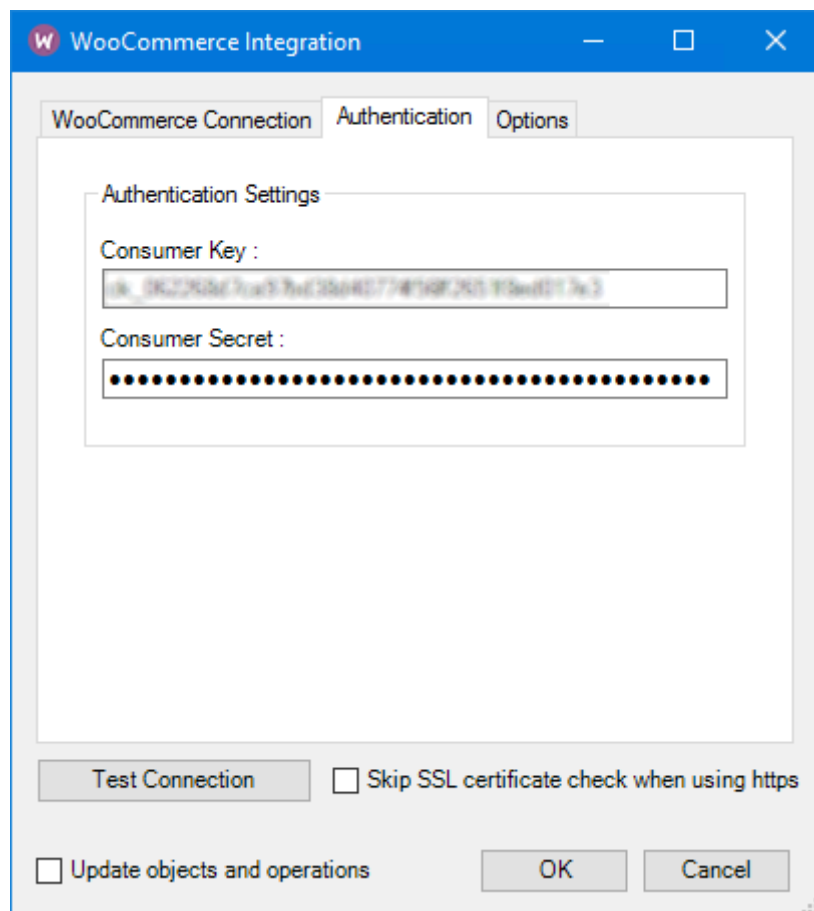 WooCommerce Integration
WooCommerce Connection Authentication Options
Authentication Settings
Consumer Key :
Consumer Secret :
Test Connection Skip SSL certificate check when using https
Update objects and operations OK Cancel